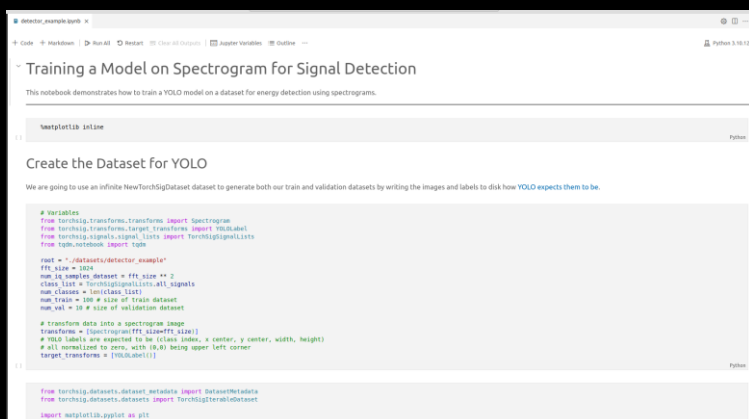 detector_example.ipynb ×
+ Code + Markdown | Run All Restart Clear All Outputs | Jupyter Variables Outline ···
Python 3.10.12
Training a Model on Spectrogram for Signal Detection
This notebook demonstrates how to train a YOLO model on a dataset for energy detection using spectrograms.
%matplotlib inline
[ ]
Python
Create the Dataset for YOLO
We are going to use an infinite NewTorchSigDataset dataset to generate both our train and validation datasets by writing the images and labels to disk how YOLO expects them to be.
# Variables
from torchsig.transforms.transforms import Spectrogram
from torchsig.transforms.target_transforms import YOLOLabel
from torchsig.signals.signal_lists import TorchSigSignalLists
from tqdm.notebook import tqdm
root = "./datasets/detector_example"
fft_size = 1024
num_iq_samples_dataset = fft_size ** 2
class_list = TorchSigSignalLists.all_signals
num_classes = len(class_list)
num_train = 100 # size of train dataset
num_val = 10 # size of validation dataset
# transform data into a spectrogram image
transforms = [Spectrogram(fft_size=fft_size)]
# YOLO labels are expected to be (class index, x center, y center, width, height)
# all normalized to zero, with (0,0) being upper left corner
target_transforms = [YOLOLabel()]
[ ]
Python
from torchsig.datasets.dataset_metadata import DatasetMetadata
from torchsig.datasets.datasets import TorchSigIterableDataset
import matplotlib.pyplot as plt